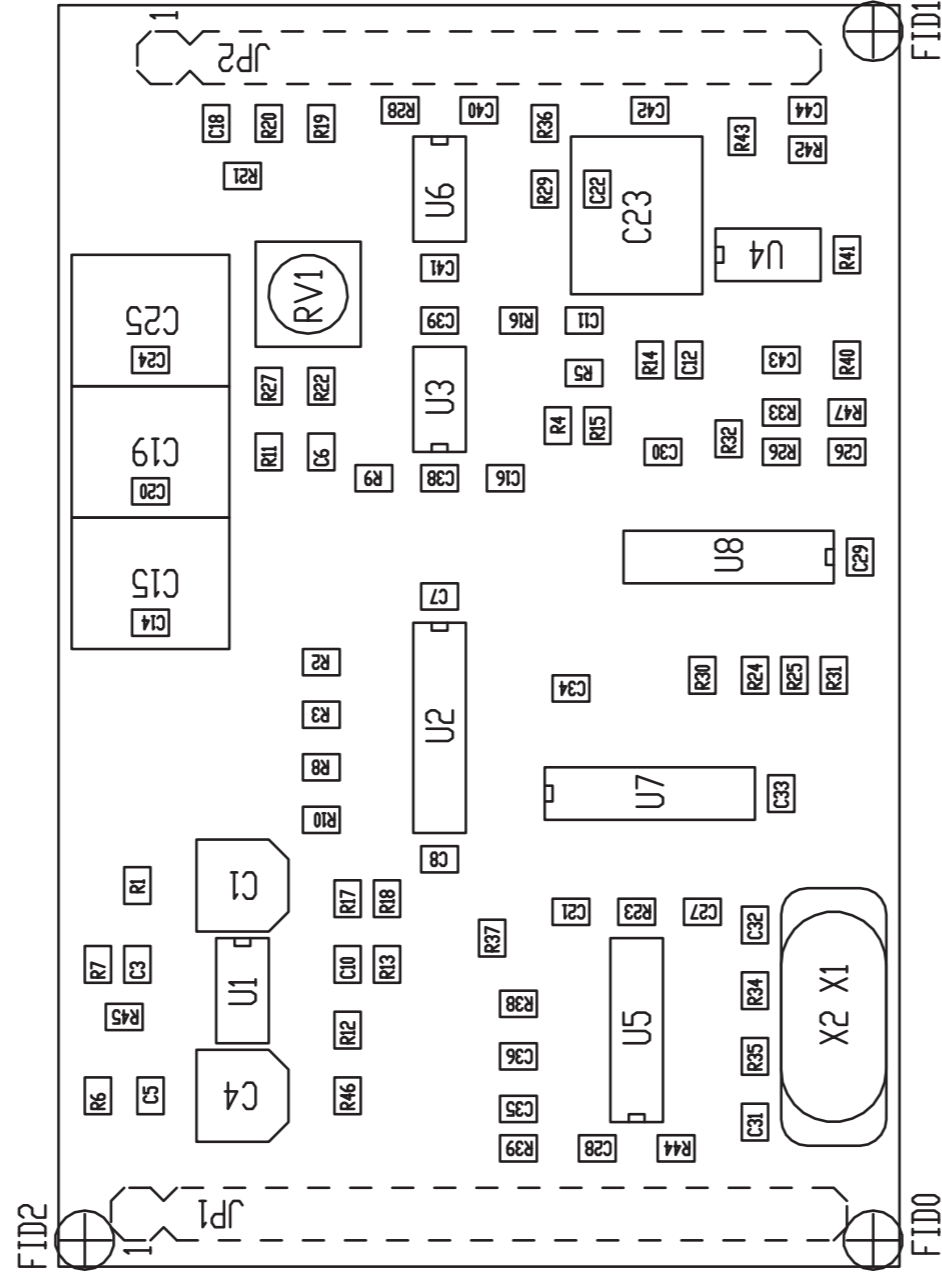 1
FID1
JP2
C18
R20
R19
R28
C40
R36
C42
C44
R43
R42
R21
R29
C22
U6
C23
U4
R41
C41
RV1
C25
C39
R16
C11
C24
R14
C12
C43
R40
R5
R27
R22
U3
R33
R47
R4
R15
R32
C19
R11
C6
C30
R26
C26
C20
R9
C38
C16
U8
C29
C15
C7
C14
R2
R30
R24
R25
R31
C34
R3
U2
R8
U7
C33
R10
C8
R1
C1
R17
R18
C21
R23
C27
C32
R37
R7
C3
C10
R13
U1
R34
X1
R45
R38
R12
U5
X2
C36
R35
R6
C5
C4
R46
C35
C31
R39
C28
R44
JP1
FID2
1
FID0